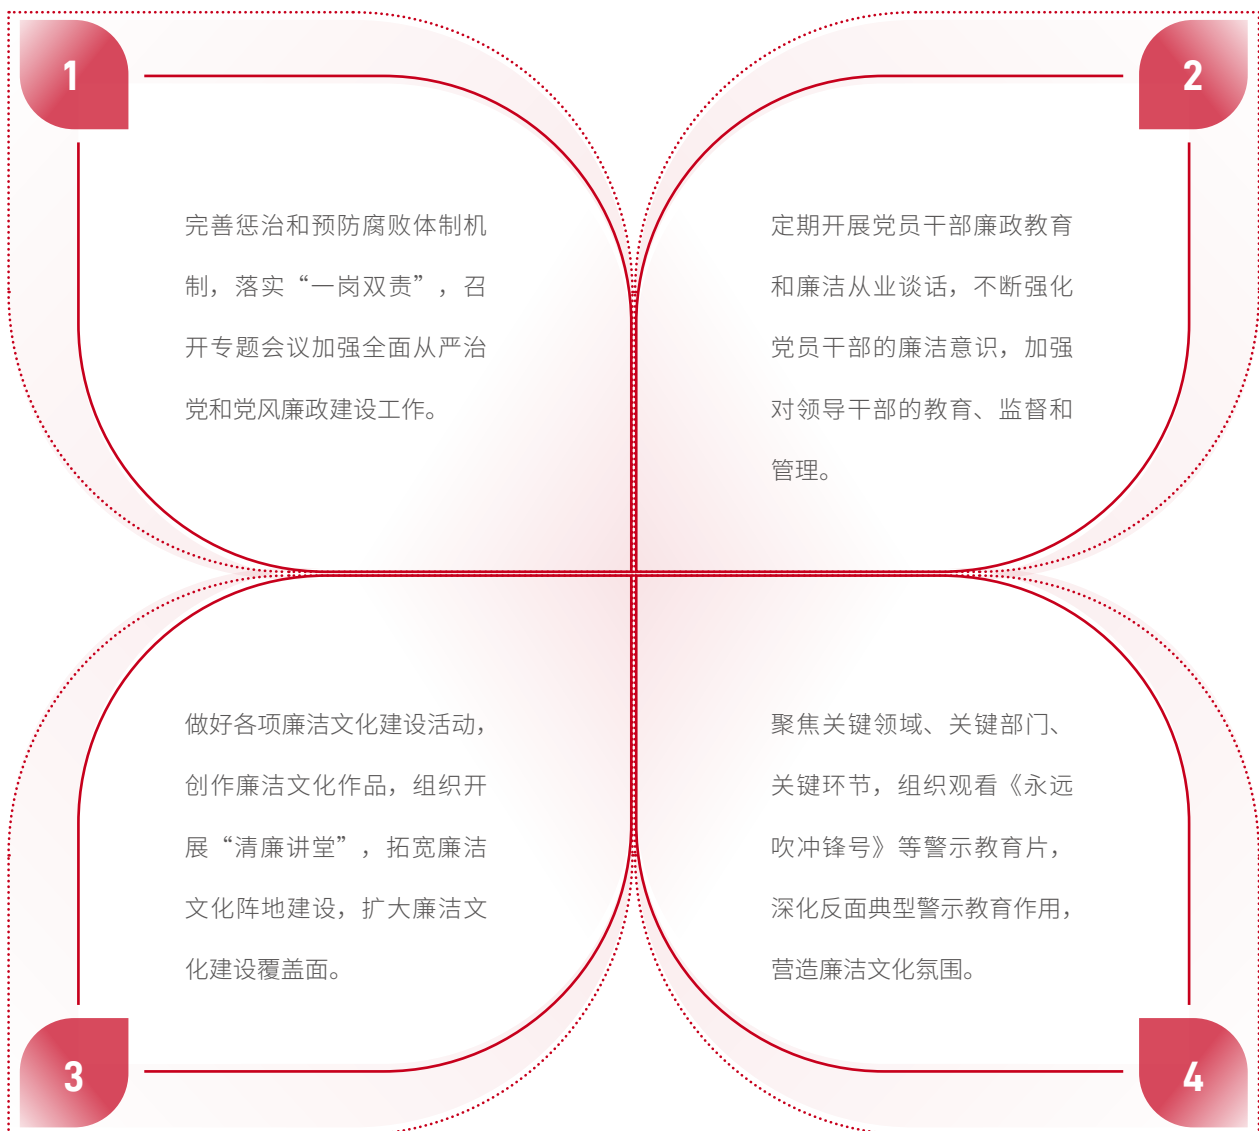 1
完善惩治和预防腐败体制机
制，落实“一岗双责”，召
开专题会议加强全面从严治
党和党风廉政建设工作。
2
定期开展党员干部廉政教育
和廉洁从业谈话，不断强化
党员干部的廉洁意识，加强
对领导干部的教育、监督和
管理。
3
做好各项廉洁文化建设活动，
创作廉洁文化作品，组织开
展“清廉讲堂”，拓宽廉洁
文化阵地建设，扩大廉洁文
化建设覆盖面。
4
聚焦关键领域、关键部门、
关键环节，组织观看《永远
吹冲锋号》等警示教育片，
深化反面典型警示教育作用，
营造廉洁文化氛围。